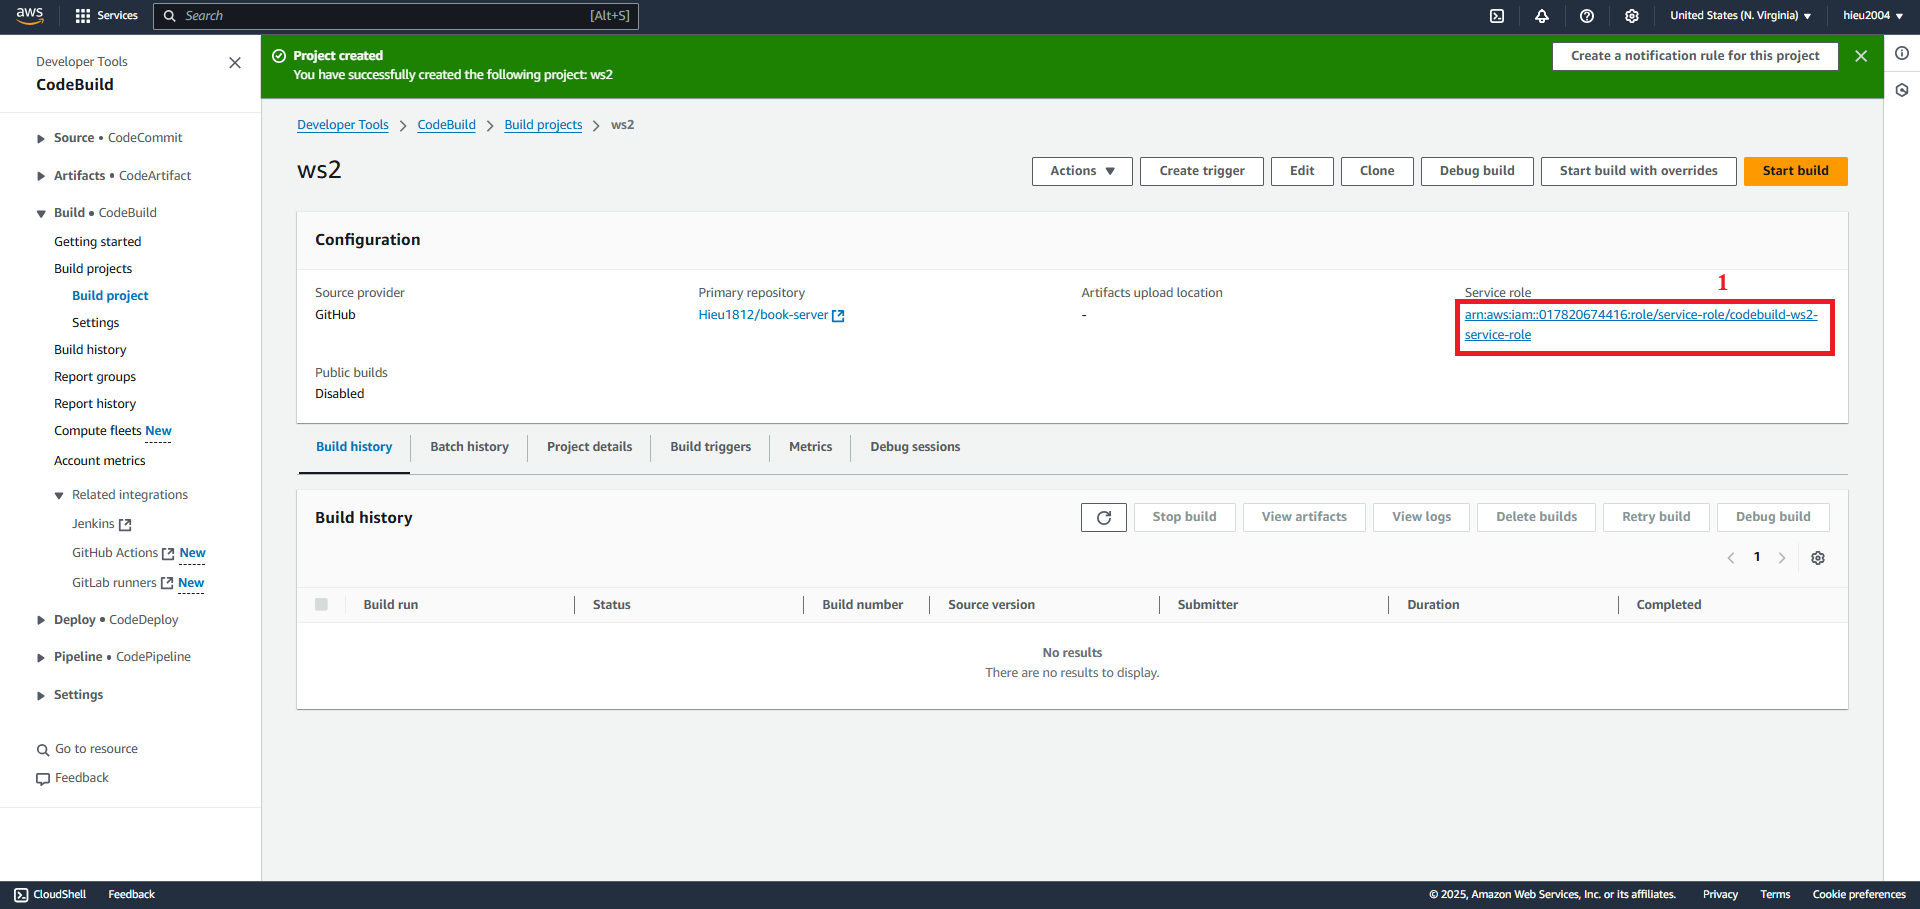 aws
Services
Search
[Alt+S]
United States (N. Virginia)
hieu2004
Developer Tools
CodeBuild
Source • CodeCommit
Artifacts • CodeArtifact
Build • CodeBuild
Getting started
Build projects
Build project
Settings
Build history
Report groups
Report history
Compute fleets New
Account metrics
Related integrations
Jenkins
GitHub Actions New
GitLab runners New
Deploy • CodeDeploy
Pipeline • CodePipeline
Settings
Go to resource
Feedback
Project created
You have successfully created the following project: ws2
Create a notification rule for this project
Developer Tools
CodeBuild
Build projects
ws2
ws2
Actions
Create trigger
Edit
Clone
Debug build
Start build with overrides
Start build
Configuration
Source provider
GitHub
Primary repository
Hieu1812/book-server
Artifacts upload location
-
1
Service role
arn:aws:iam::017820674416:role/service-role/codebuild-ws2-
service-role
Public builds
Disabled
Build history
Batch history
Project details
Build triggers
Metrics
Debug sessions
Build history
Stop build
View artifacts
View logs
Delete builds
Retry build
Debug build
1
Build run
Status
Build number
Source version
Submitter
Duration
Completed
No results
There are no results to display.
CloudShell
Feedback
© 2025, Amazon Web Services, Inc. or its affiliates.
Privacy
Terms
Cookie preferences